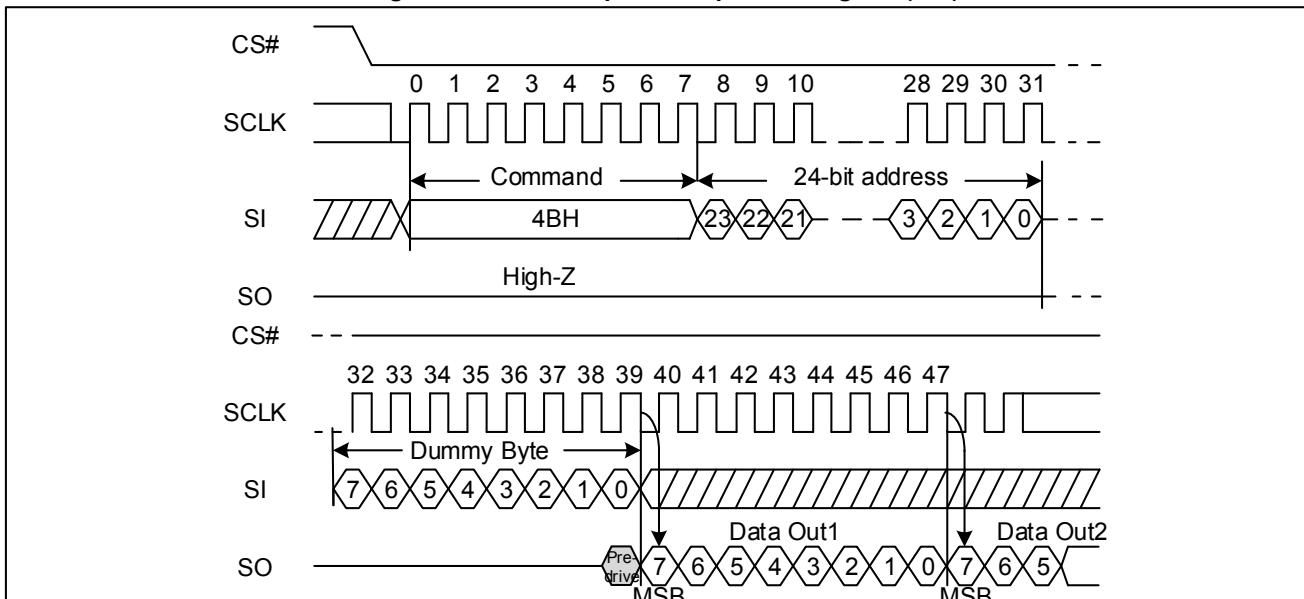 CS#
0 1 2 3 4 5 6 7 8 9 10 28 29 30 31
SCLK
Command 24-bit address
SI 4BH 23 22 21 3 2 1 0
High-Z
SO
CS#
32 33 34 35 36 37 38 39 40 41 42 43 44 45 46 47
SCLK
Dummy Byte
SI 7 6 5 4 3 2 1 0
Data Out1 Data Out2
SO Pre-drive 7 6 5 4 3 2 1 0 7 6 5
MSB MSB